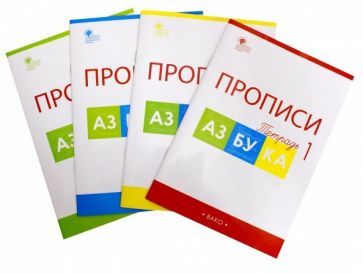 ПРОПИСИ
АЗ
ПРОПИСИ
АЗ
ПРОПИСИ
АЗ
ПРОПИСИ
Тетрадь 1
АЗ БУ КА
• ВАКО •